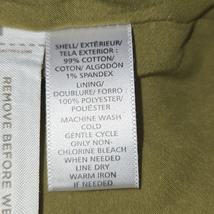 SHELL/ EXTÉRIEUR/
TELA EXTERIOR :
99% COTTON/
COTON/ ALGODÓN
1% SPANDEX
LINING/
DOUBLURE/ FORRO
100% POLYESTER/
POLIÉSTER
MACHINE WASH
COLD
GENTLE CYCLE
ONLY NON-
CHLORINE BLEACH
WHEN NEEDED
LINE DRY
WARM IRON
IF NEEDED
REMOVE BEFORE WE